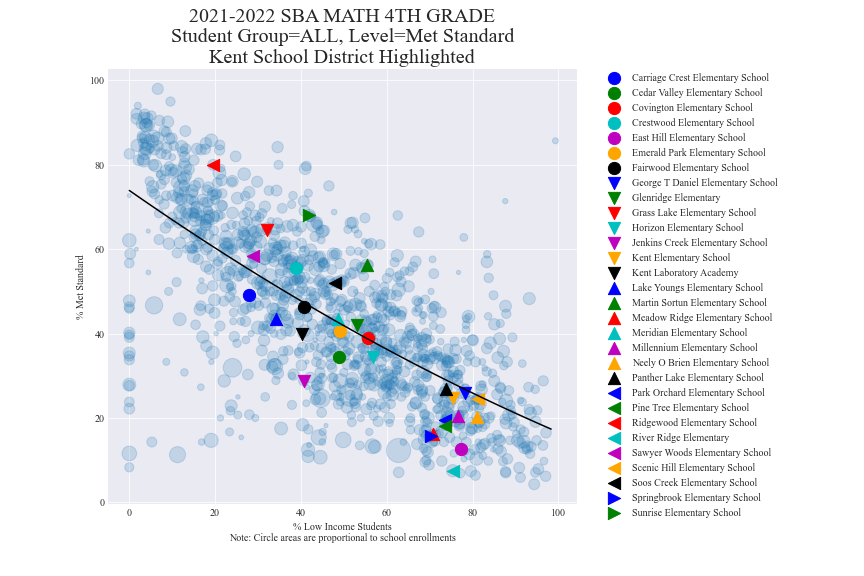 2021-2022 SBA MATH 4TH GRADE
Student Group=ALL, Level=Met Standard
Kent School District Highlighted
100
80
60
40
20
0
% Met Standard
0 20 40 60 80 100
% Low Income Students
Note: Circle areas are proportional to school enrollments
Carriage Crest Elementary School
Cedar Valley Elementary School
Covington Elementary School
Crestwood Elementary School
East Hill Elementary School
Emerald Park Elementary School
Fairwood Elementary School
George T Daniel Elementary School
Glenridge Elementary
Grass Lake Elementary School
Horizon Elementary School
Jenkins Creek Elementary School
Kent Elementary School
Kent Laboratory Academy
Lake Youngs Elementary School
Martin Sortun Elementary School
Meadow Ridge Elementary School
Meridian Elementary School
Millennium Elementary School
Neely O Brien Elementary School
Panther Lake Elementary School
Park Orchard Elementary School
Pine Tree Elementary School
Ridgewood Elementary School
River Ridge Elementary
Sawyer Woods Elementary School
Scenic Hill Elementary School
Soos Creek Elementary School
Springbrook Elementary School
Sunrise Elementary School